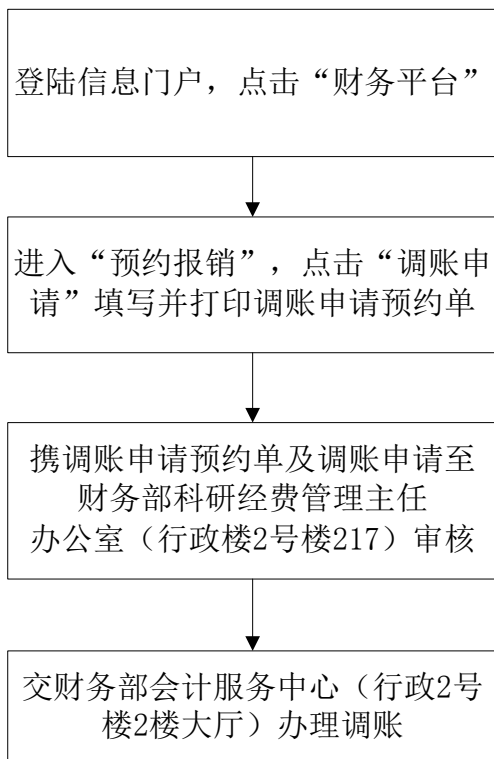 登陆信息门户，点击“财务平台”
进入“预约报销”，点击“调账申
请”填写并打印调账申请预约单
携调账申请预约单及调账申请至
财务部科研经费管理主任
办公室（行政楼2号楼217）审核
交财务部会计服务中心（行政2号
楼2楼大厅）办理调账